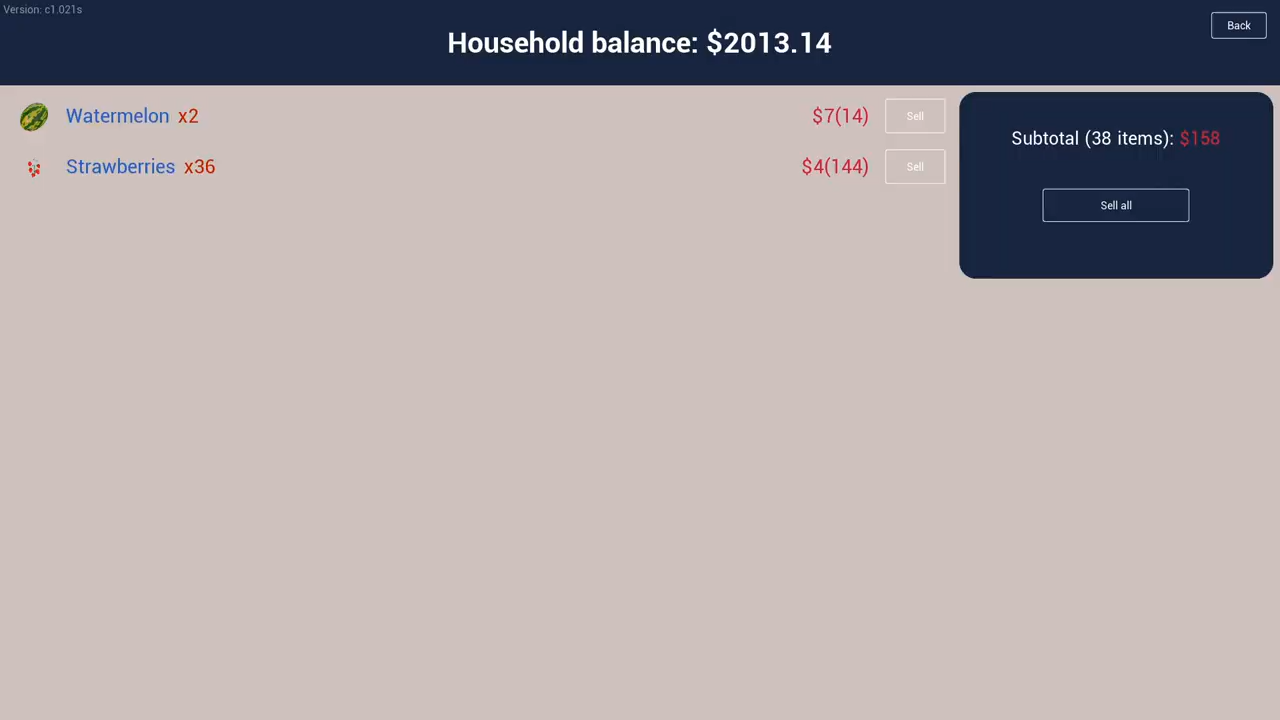 Version: c1.021s
Household balance: $2013.14
Back
Watermelon x2 $7(14) Sell
Strawberries x36 $4(144) Sell
Subtotal (38 items): $158
Sell all